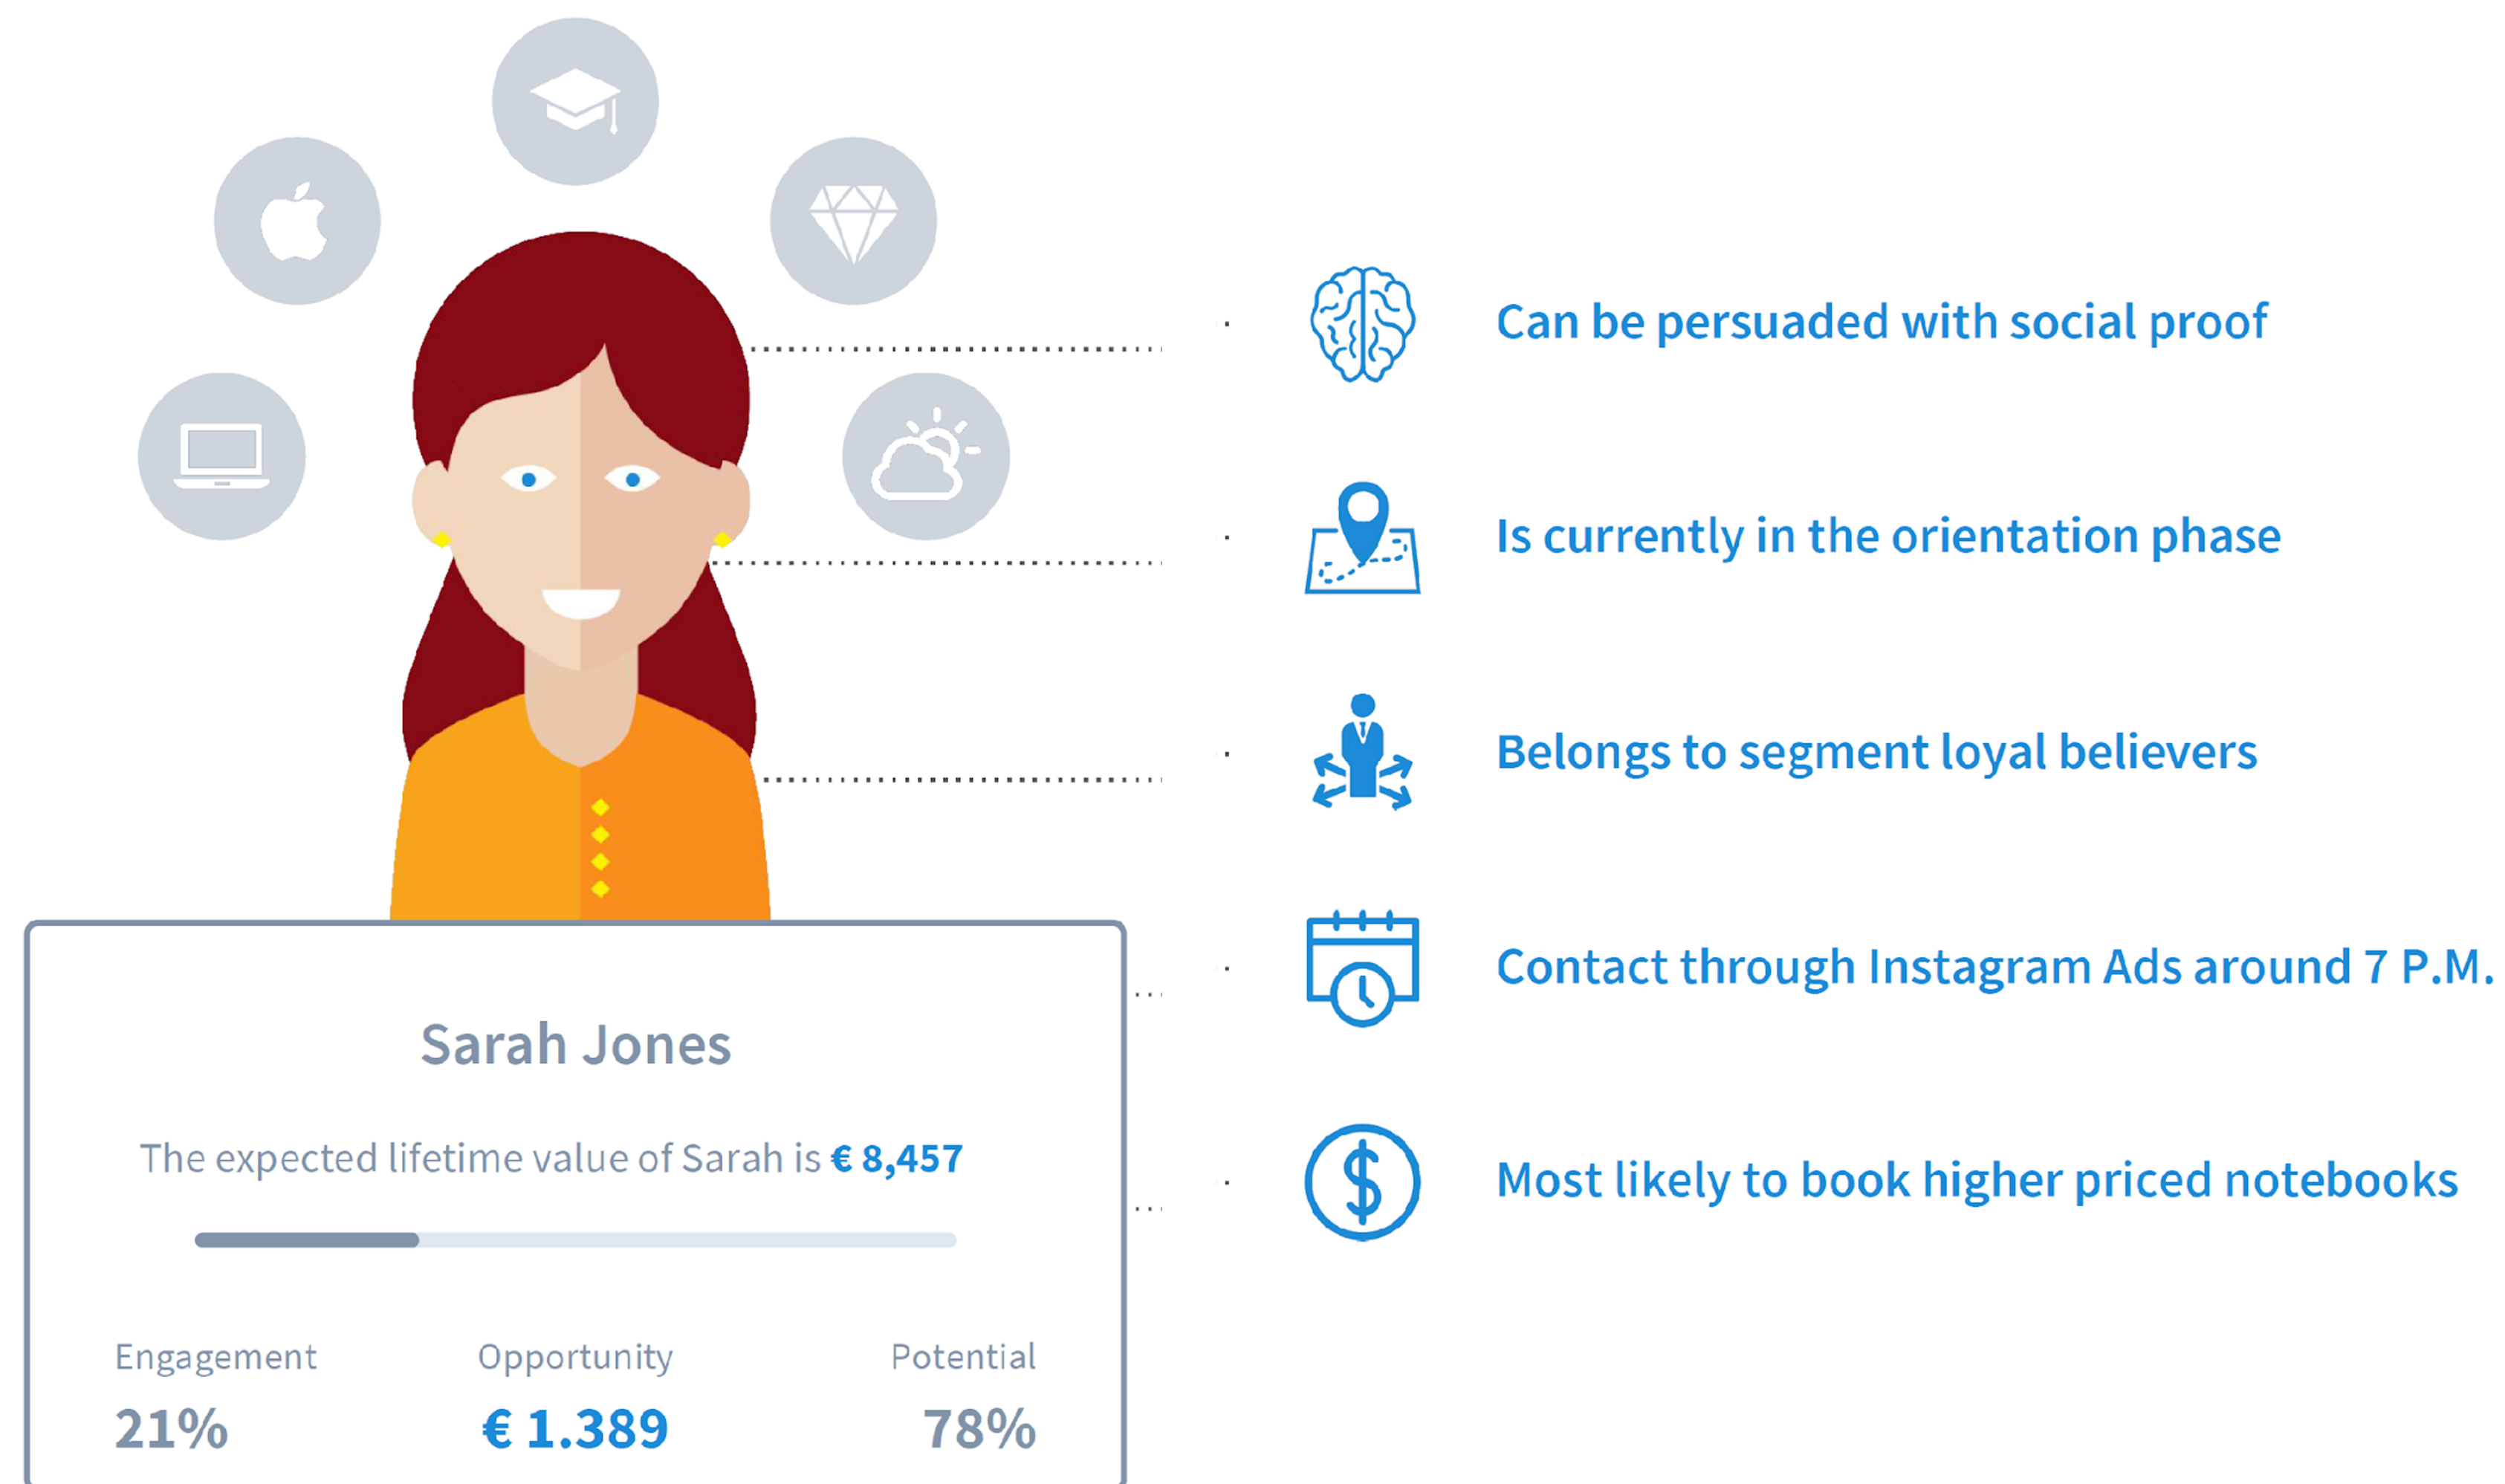 Can be persuaded with social proof
Is currently in the orientation phase
Belongs to segment loyal believers
Contact through Instagram Ads around 7 P.M.
Most likely to book higher priced notebooks
Sarah Jones
The expected lifetime value of Sarah is € 8,457
Engagement
21%
Opportunity
€ 1.389
Potential
78%